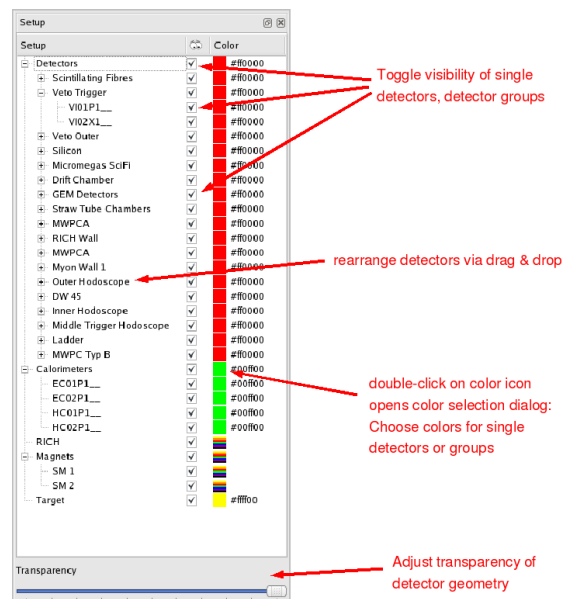 Setup
Setup Color
Detectors #ff0000
Scintillating Fibres #ff0000
Veto Trigger #ff0000
VI01P1__ #ff0000
VI02X1__ #ff0000
Veto Outer #ff0000
Silicon #ff0000
Micromegas SciFi #ff0000
Drift Chamber #ff0000
GEM Detectors #ff0000
Straw Tube Chambers #ff0000
MWPCA #ff0000
RICH Wall #ff0000
MWPCA #ff0000
Myon Wall 1 #ff0000
Outer Hodoscope #ff0000
DW 45 #ff0000
Inner Hodoscope #ff0000
Middle Trigger Hodoscope #ff0000
Ladder #ff0000
MWPC Typ B #ff0000
Calorimeters #00ff00
EC01P1__ #00ff00
EC02P1__ #00ff00
HC01P1__ #00ff00
HC02P1__ #00ff00
RICH
Magnets
SM 1
SM 2
Target #ffff00
Transparency
Toggle visibility of single
detectors, detector groups
rearrange detectors via drag & drop
double-click on color icon
opens color selection dialog:
Choose colors for single
detectors or groups
Adjust transparency of
detector geometry